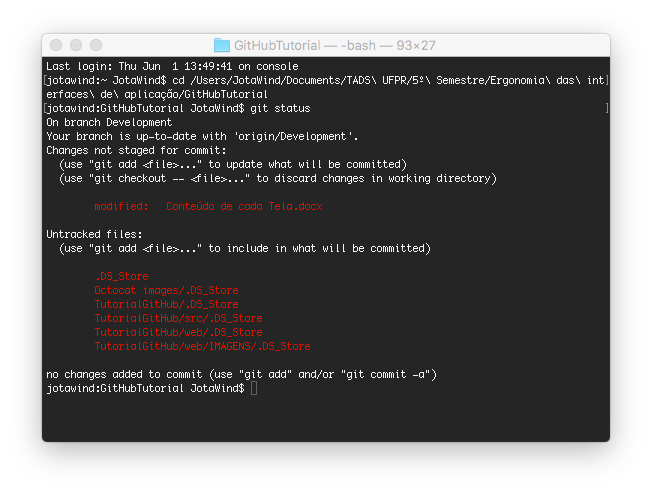 GitHubTutorial — -bash — 93×27
Last login: Thu Jun  1 13:49:41 on console
[jotawind:~ JotaWind$ cd /Users/JotaWind/Documents/TADS\ UFPR/5º\ Semestre/Ergonomia\ das\ int]
erfaces\ de\ aplicação/GitHubTutorial
[jotawind:GitHubTutorial JotaWind$ git status ]
On branch Development
Your branch is up-to-date with 'origin/Development'.
Changes not staged for commit:
  (use "git add <file>..." to update what will be committed)
  (use "git checkout -- <file>..." to discard changes in working directory)
modified:   Conteúdo de cada Tela.docx
Untracked files:
  (use "git add <file>..." to include in what will be committed)
.DS_Store
Octocat images/.DS_Store
TutorialGitHub/.DS_Store
TutorialGitHub/src/.DS_Store
TutorialGitHub/web/.DS_Store
TutorialGitHub/web/IMAGENS/.DS_Store
no changes added to commit (use "git add" and/or "git commit -a")
jotawind:GitHubTutorial JotaWind$